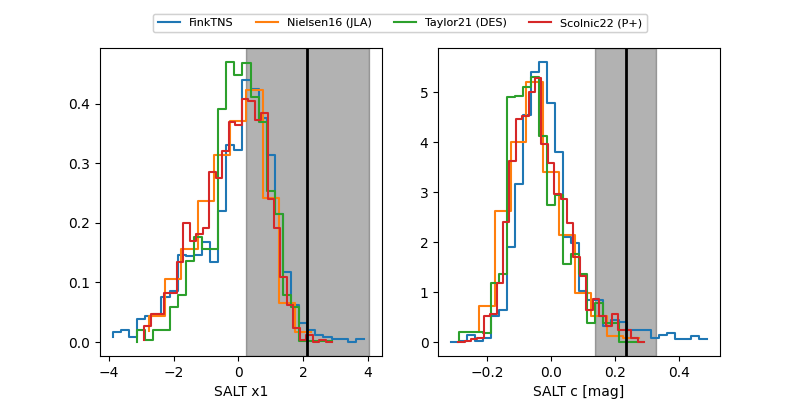 FinkTNS Nielsen16 (JLA) Taylor21 (DES) Scolnic22 (P+)
0.4
0.3
0.2
0.1
0.0
−4 −2 0 2 4
SALT x1
5
4
3
2
1
0
−0.2 0.0 0.2 0.4
SALT c [mag]